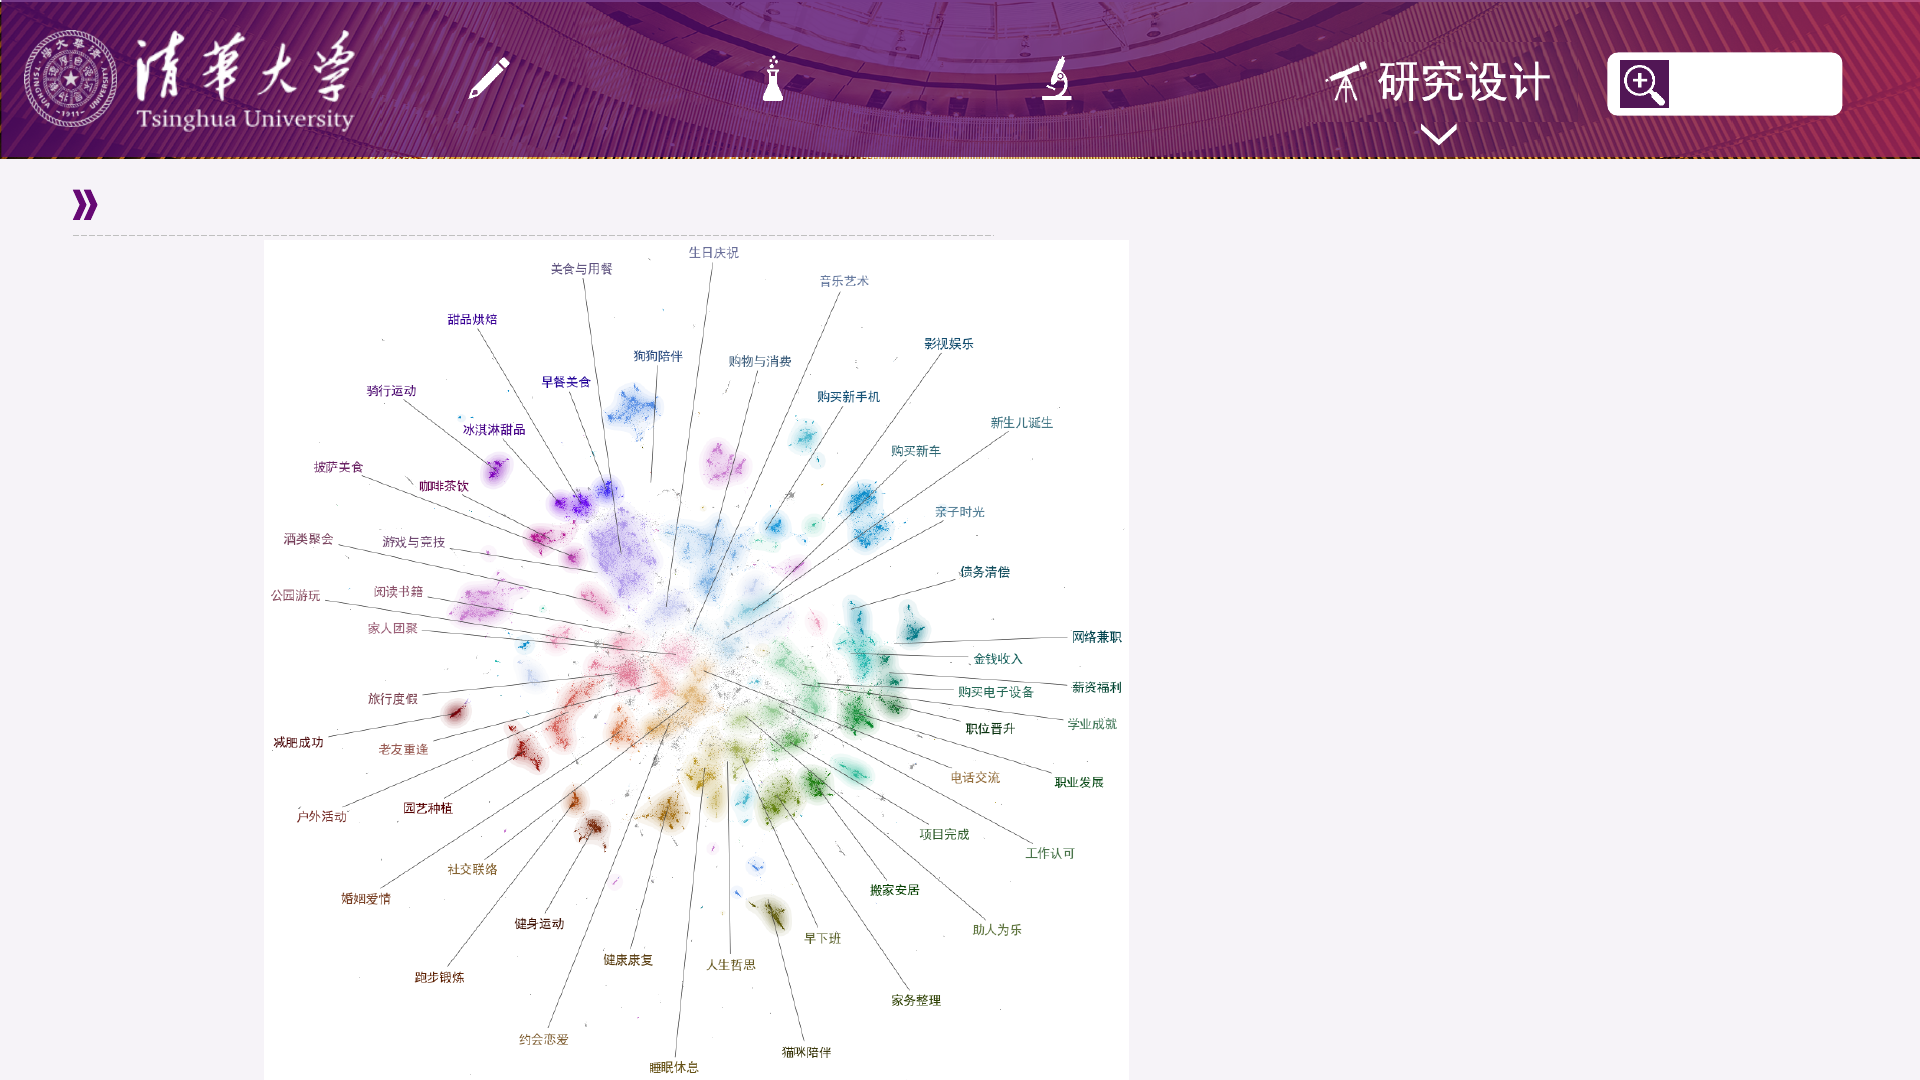 清華大学
Tsinghua University
TSINGHUA UNIVERSITY
-1911-
研究设计
生日庆祝
美食与用餐
音乐艺术
甜品烘焙
影视娱乐
狗狗陪伴
购物与消费
早餐美食
骑行运动
购买新手机
新生儿诞生
冰淇淋甜品
购买新车
披萨美食
咖啡茶饮
亲子时光
酒类聚会
游戏与竞技
债务清偿
阅读书籍
公园游玩
家人团聚
网络兼职
金钱收入
薪资福利
购买电子设备
旅行度假
学业成就
职位晋升
减肥成功
老友重逢
电话交流
职业发展
园艺种植
户外活动
项目完成
工作认可
社交联络
搬家安居
婚姻爱情
健身运动
助人为乐
早下班
健康康复
人生哲思
跑步锻炼
家务整理
约会恋爱
猫咪陪伴
睡眠休息